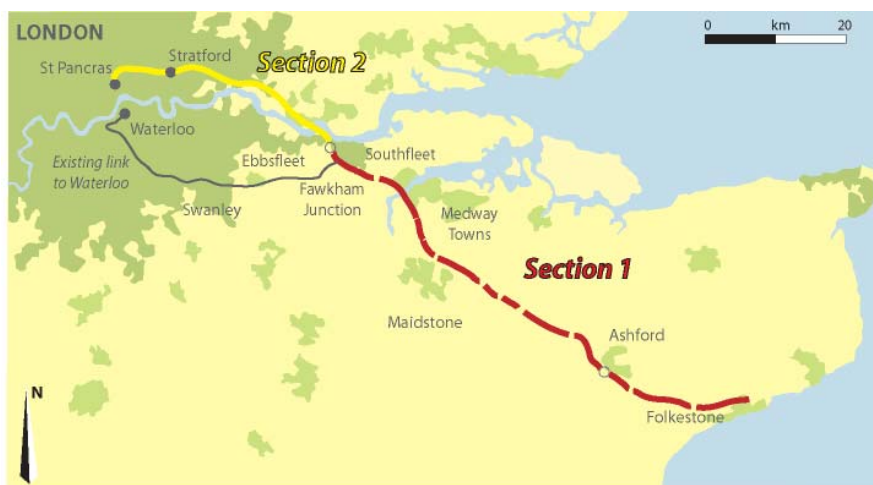 LONDON
0 km 20
St Pancras
Stratford
Section 2
Waterloo
Existing link
to Waterloo
Ebbsfleet
Southfleet
Fawkham
Junction
Swanley
Medway
Towns
Section 1
Maidstone
Ashford
Folkestone
N